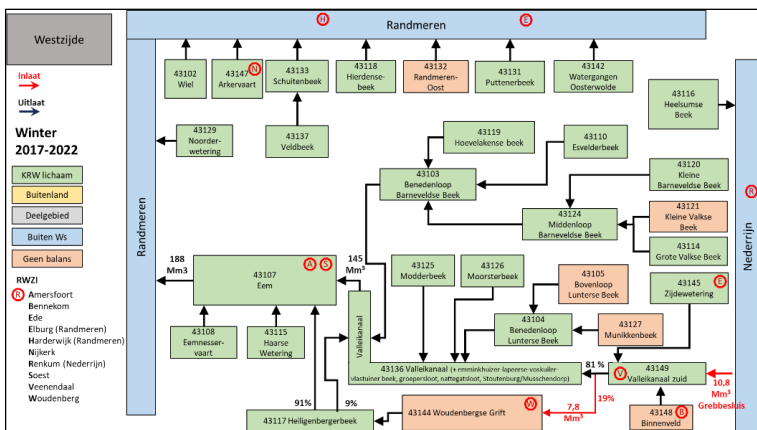 Westzijde
Inlaat
Uitlaat
Winter
2017-2022
KRW lichaam
Buitenland
Deelgebied
Buiten Ws
Geen balans
RWZI
R Amersfoort
Bennekom
Ede
Elburg (Randmeren)
Harderwijk (Randmeren)
Nijkerk
Renkum (Nederrijn)
Soest
Veenendaal
Woudenberg
H
Randmeren
E
Randmeren
43102
Wiel
43147
Arkervaart
N
43133
Schuitenbeek
43118
Hierdense-
beek
43132
Randmeren-
Oost
43131
Puttenerbeek
43142
Watergangen
Oosterwolde
43116
Heelsumse
Beek
43129
Noorder-
wetering
43137
Veldbeek
43119
Hoevelakense beek
43110
Esvelderbeek
43103
Benedenloop
Barneveldse Beek
43120
Kleine
Barneveldse Beek
R
Nederrijn
43124
Middenloop
Barneveldse Beek
43121
Kleine Valkse
Beek
43114
Grote Valkse Beek
188
Mm3
43107
Eem
A
S
145
Mm³
43125
Modderbeek
43126
Moorsterbeek
43105
Bovenloop
Lunterse Beek
43145
Zijdewetering
E
43108
Eemnesser-
vaart
43115
Haarse
Wetering
Valleikanaal
43104
Benedenloop
Lunterse Beek
43127
Munikkenbeek
43136 Valleikanaal (+ emminkhuizer-lapeerse-voskuiler-
vlastuiner beek, groepersloot, nattegatsloot, Stoutenburg/Musschendorp)
81 %
V
43149
Valleikanaal zuid
10,8
Mm³
Grebbesluis
19%
91%
9%
43117 Heiligenbergerbeek
43144 Woudenbergse Grift
W
7,8
Mm³
43148
Binnenveld
B